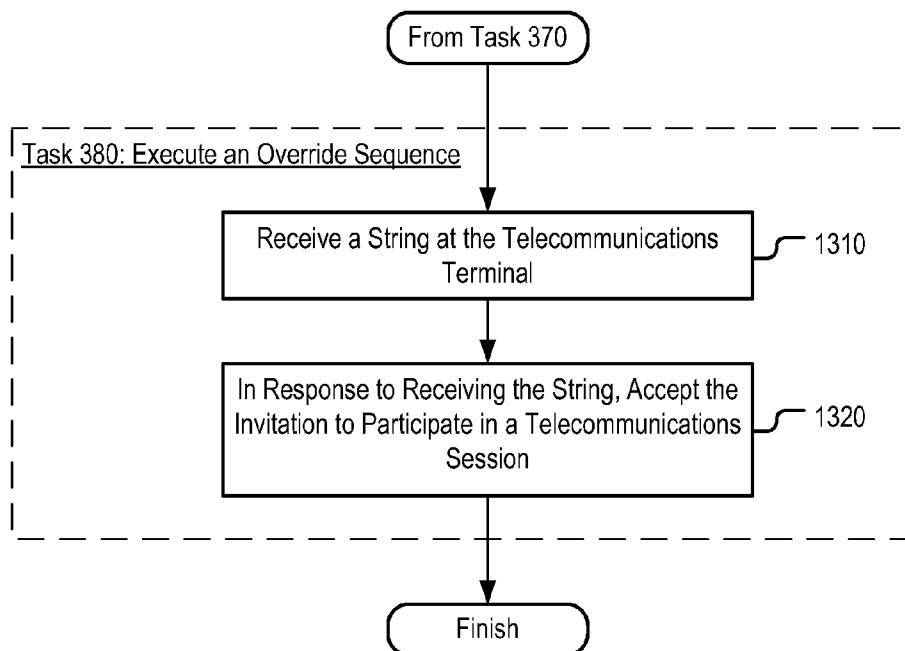 From Task 370
Task 380: Execute an Override Sequence
Receive a String at the Telecommunications
Terminal
1310
In Response to Receiving the String, Accept the
Invitation to Participate in a Telecommunications
Session
1320
Finish